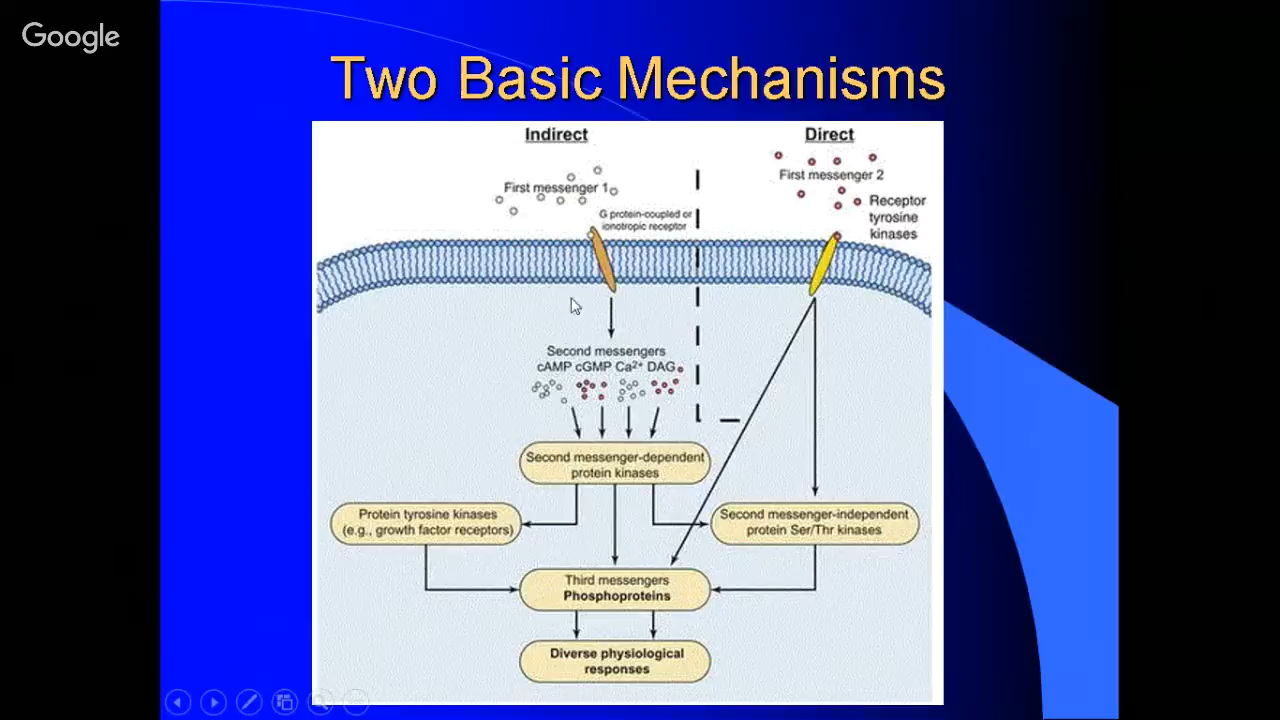 Google
Two Basic Mechanisms
Indirect
Direct
First messenger 1
First messenger 2
G protein-coupled or
ionotropic receptor
Receptor
tyrosine
kinases
Second messengers
cAMP cGMP Ca²⁺ DAG
Second messenger-dependent
protein kinases
Protein tyrosine kinases
(e.g., growth factor receptors)
Second messenger-independent
protein Ser/Thr kinases
Third messengers
Phosphoproteins
Diverse physiological
responses